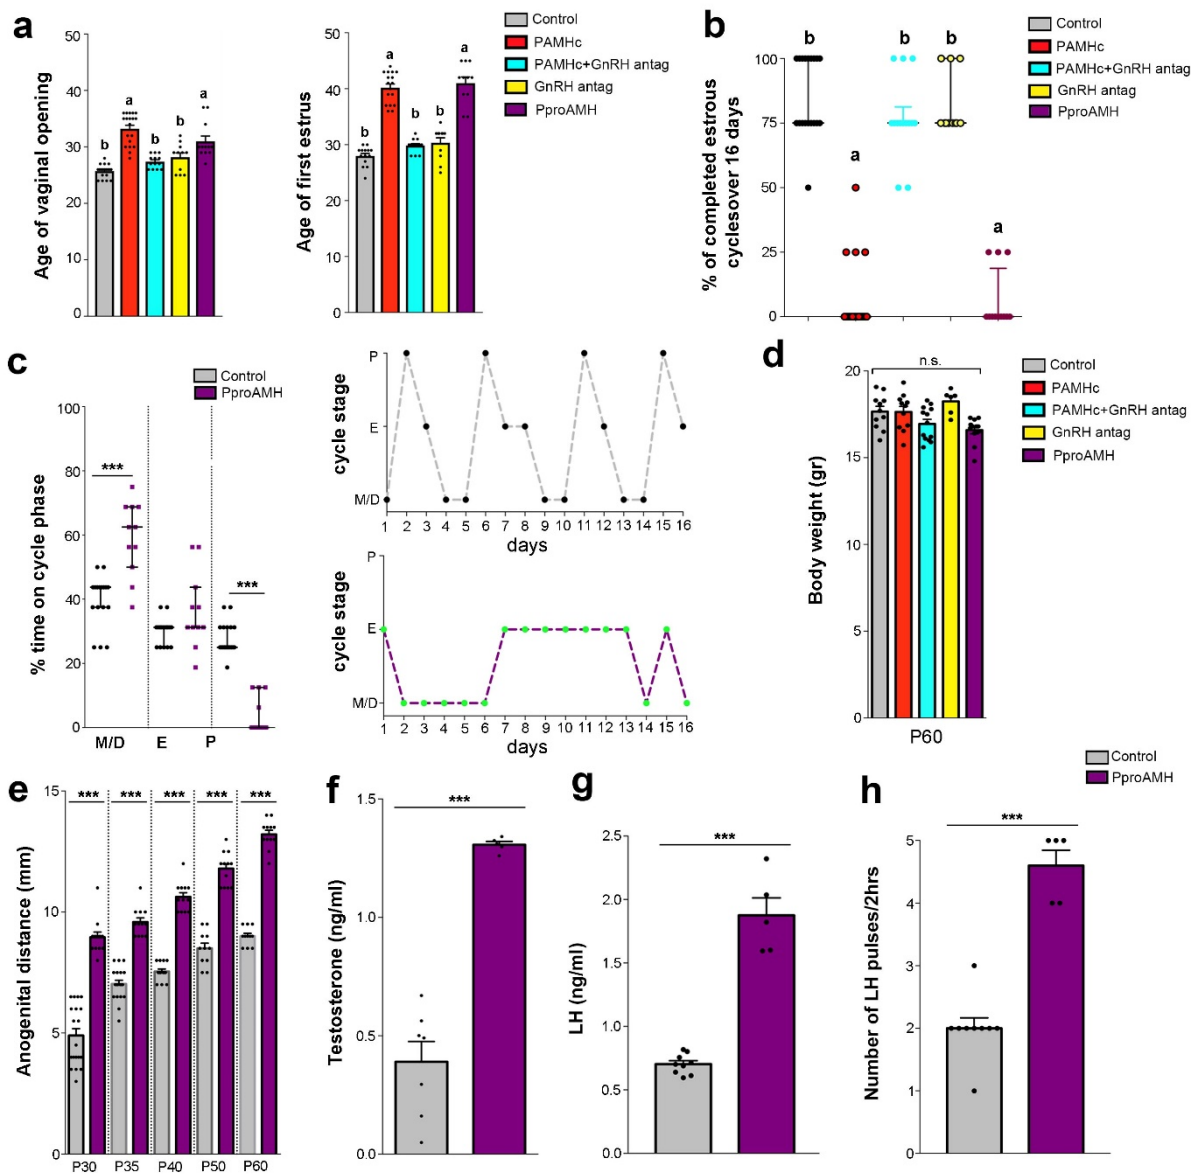 a
Age of vaginal opening
50
40
30
20
10
0
b
a
b
b
a
Age of first estrus
50
40
30
20
10
0
b
a
b
b
a
Control
PAMHc
PAMHc+GnRH antag
GnRH antag
PproAMH
b
% of completed estrous
cyclesover 16 days
100
75
50
25
0
b
a
b
b
a
Control
PAMHc
PAMHc+GnRH antag
GnRH antag
PproAMH
c
Control
PproAMH
% time on cycle phase
100
80
60
40
20
0
***
***
M/D
E
P
cycle stage
P
E
M/D
1 2 3 4 5 6 7 8 9 10 11 12 13 14 15 16
days
cycle stage
P
E
M/D
1 2 3 4 5 6 7 8 9 10 11 12 13 14 15 16
days
d
Body weight (gr)
20
15
10
5
0
n.s.
P60
Control
PAMHc
PAMHc+GnRH antag
GnRH antag
PproAMH
e
Anogenital distance (mm)
15
10
5
0
*** *** *** *** ***
P30 P35 P40 P50 P60
f
Testosterone (ng/ml)
1.5
1.0
0.5
0.0
***
g
LH (ng/ml)
2.5
2.0
1.5
1.0
0.5
0.0
***
Control
PproAMH
h
Number of LH pulses/2hrs
5
4
3
2
1
0
***